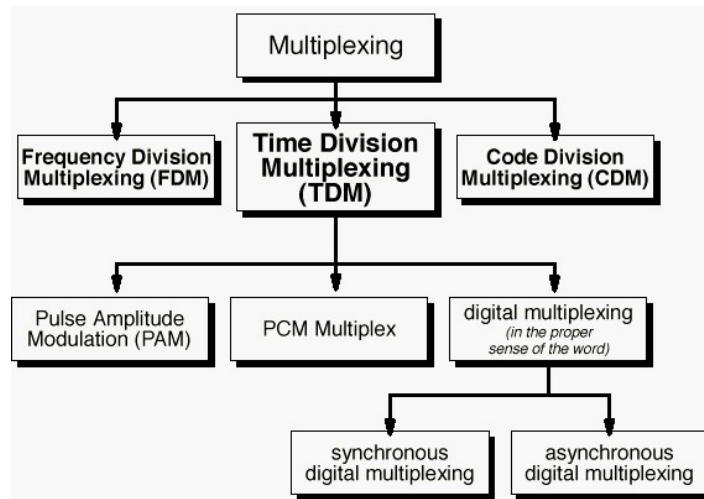 Multiplexing
Frequency Division
Multiplexing (FDM)
Time Division
Multiplexing
(TDM)
Code Division
Multiplexing (CDM)
Pulse Amplitude
Modulation (PAM)
PCM Multiplex
digital multiplexing
(in the proper
sense of the word)
synchronous
digital multiplexing
asynchronous
digital multiplexing